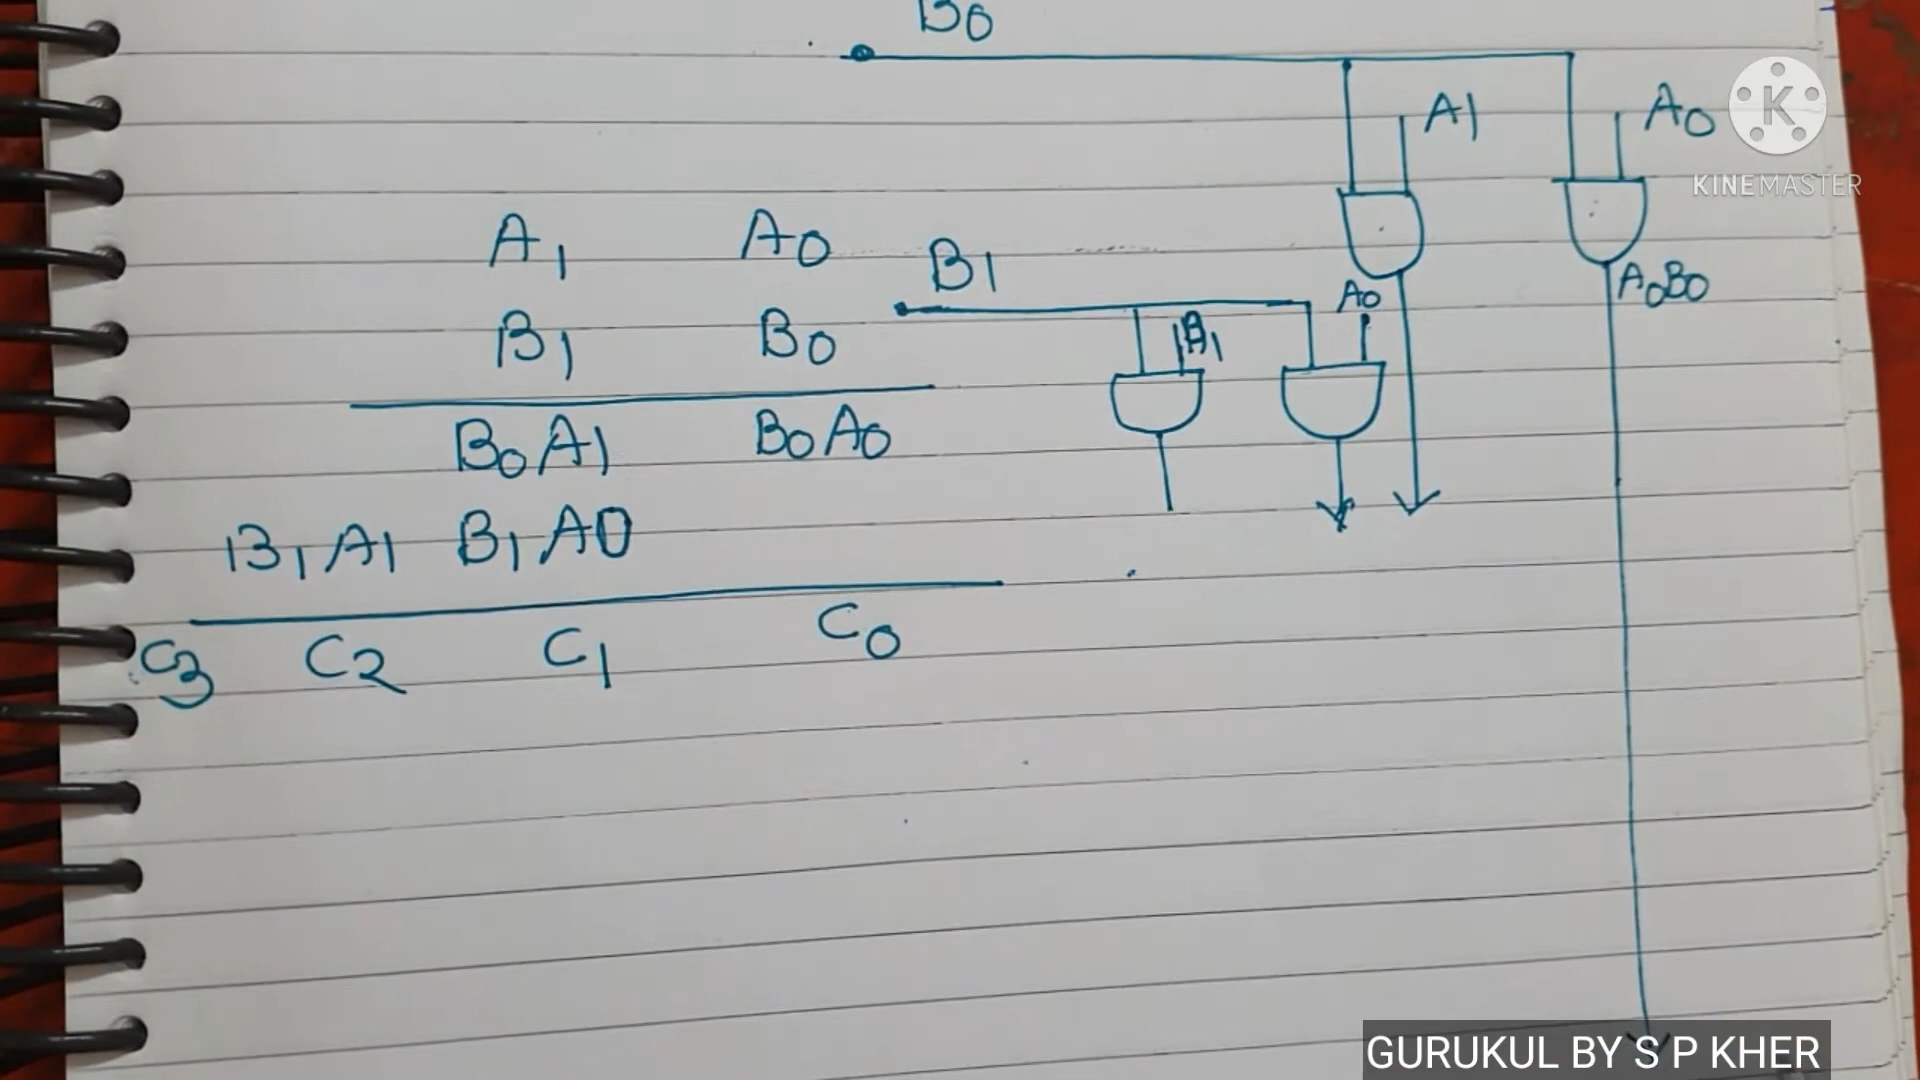 B0
A1 A0
KINEMASTER
A1 A0
B1 B0
B1
A0
A0B0
B0A1 B0A0
B1A1 B1A0
C3 C2 C1 C0
GURUKUL BY S P KHER